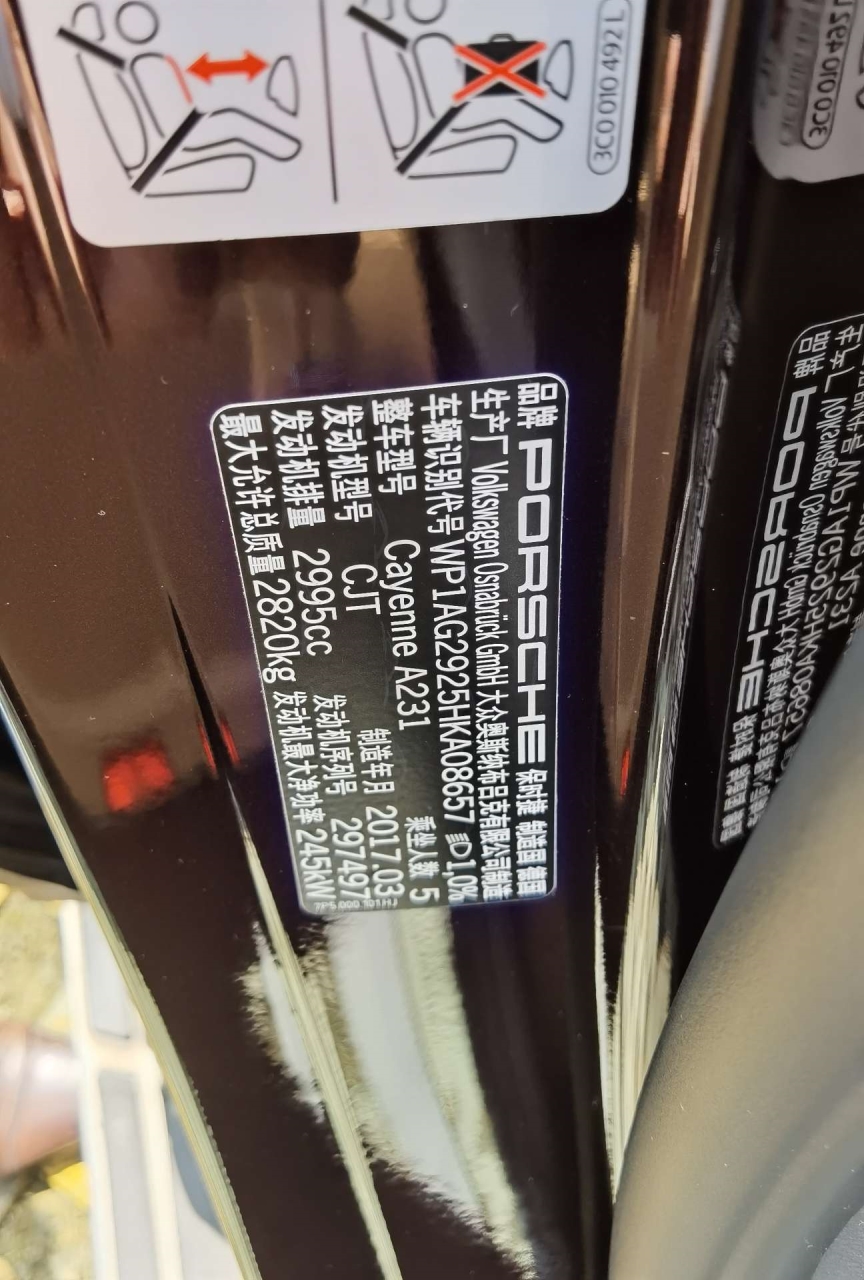 3C0 010 492 L
品牌 PORSCHE 保时捷 制造国 德国
生产厂 Volkswagen Osnabrück GmbH 大众奥斯纳布吕克有限公司制造
车辆识别代号 WP1AG2925HKA08657 1,0%
整车型号 Cayenne A231 乘坐人数 5
发动机型号 CJT 制造年月 2017.03
发动机排量 2995cc 发动机序列号 297497
最大允许总质量 2820kg 发动机最大净功率 245kW